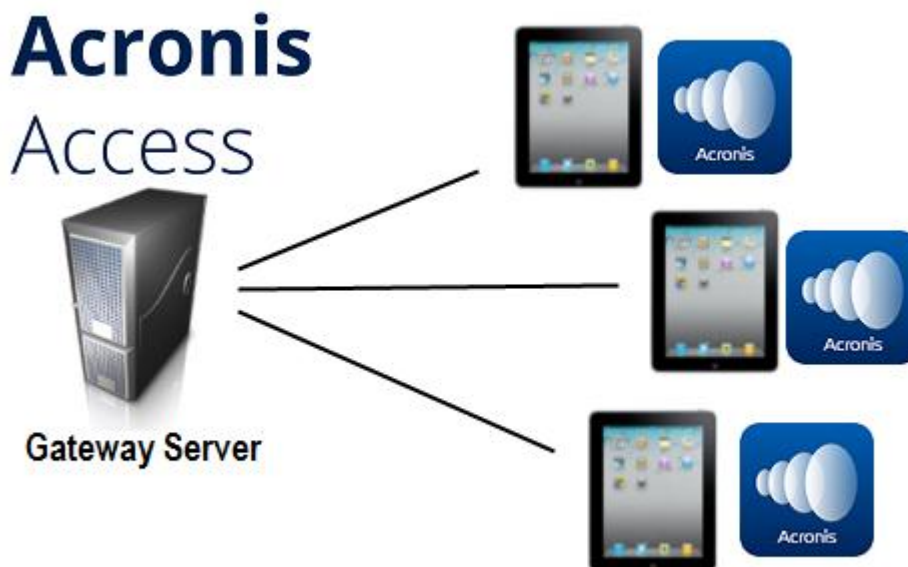 Acronis
Access
Gateway Server
Acronis
Acronis
Acronis